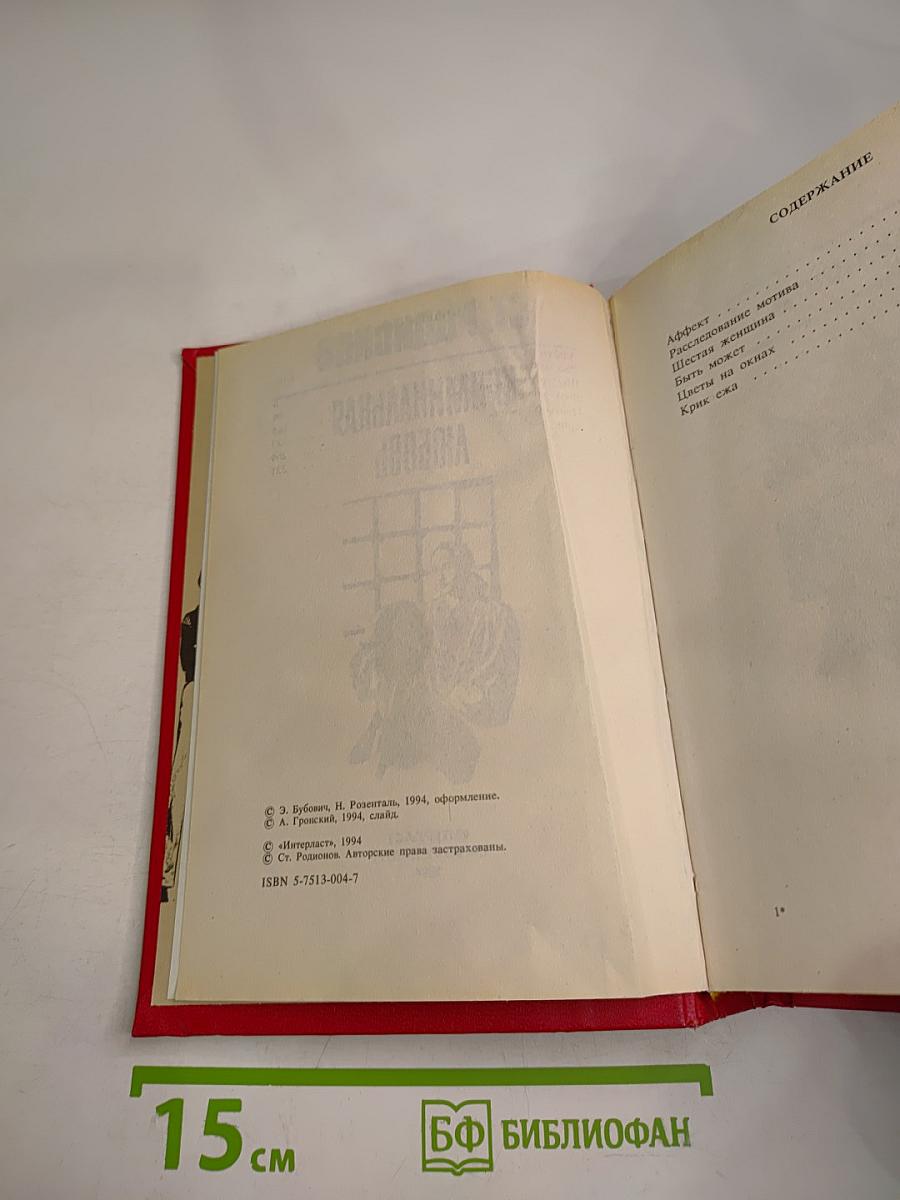 © Э. Бубович, Н. Розенталь, 1994, оформление.
© А. Гронский, 1994, слайд.
© «Интерласт», 1994
© Ст. Родионов. Авторские права застрахованы.
ISBN 5-7513-004-7
СОДЕРЖАНИЕ
Аффект . . . . . . . . . . . . . .
Расследование мотива . . . . . . .
Шестая женщина . . . . . . . . . .
Быть может . . . . . . . . . . . .
Цветы на окнах . . . . . . . . . .
Крик ежа . . . . . . . . . . . . .
1*
15 см
БФ БИБЛИОФАН